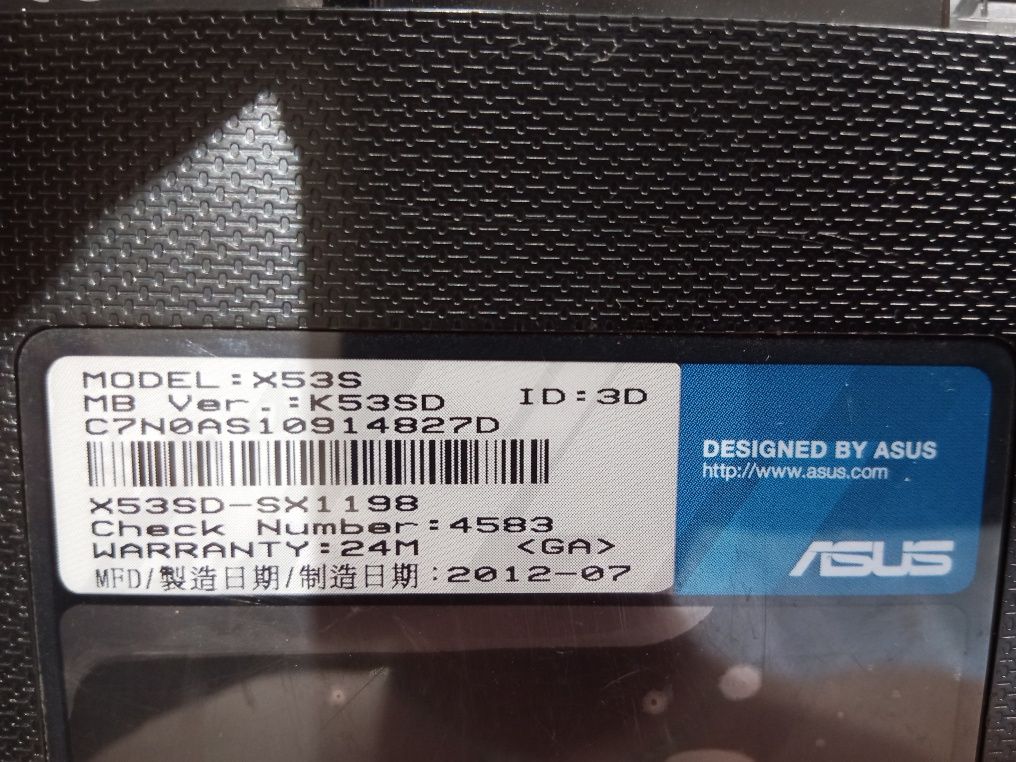 MODEL:X53S
MB Ver.:K53SD ID:3D
C7N0AS10914827D
X53SD-SX1198
Check Number:4583
WARRANTY:24M <GA>
MFD/製造日期/制造日期:2012-07
DESIGNED BY ASUS
http://www.asus.com
ASUS